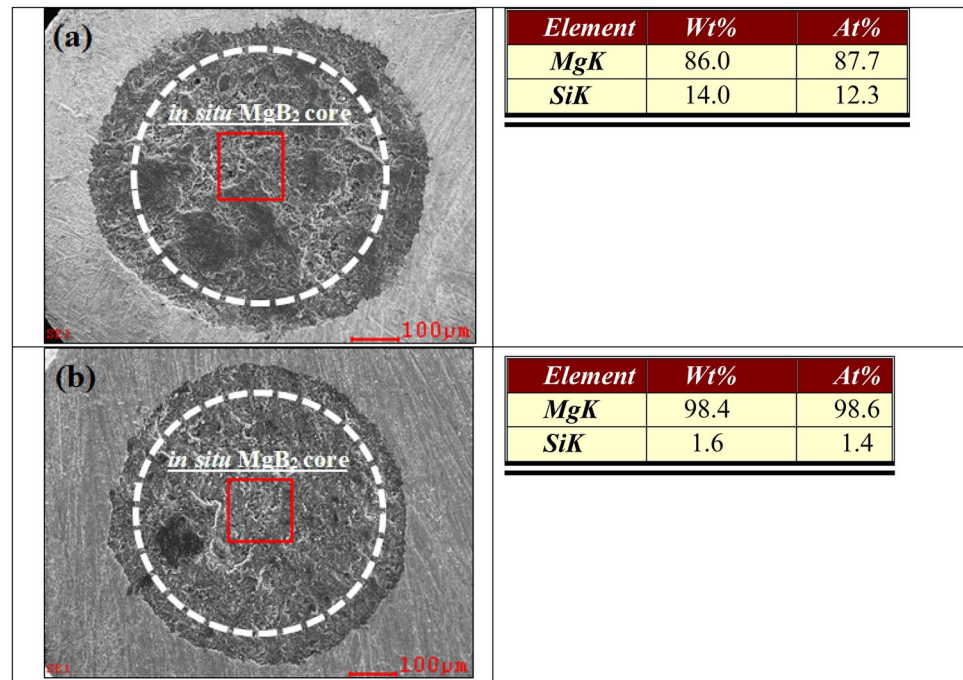 (a)
in situ MgB₂ core
SE1
100µm
Element Wt% At%
MgK 86.0 87.7
SiK 14.0 12.3
(b)
in situ MgB₂ core
SE1
100µm
Element Wt% At%
MgK 98.4 98.6
SiK 1.6 1.4